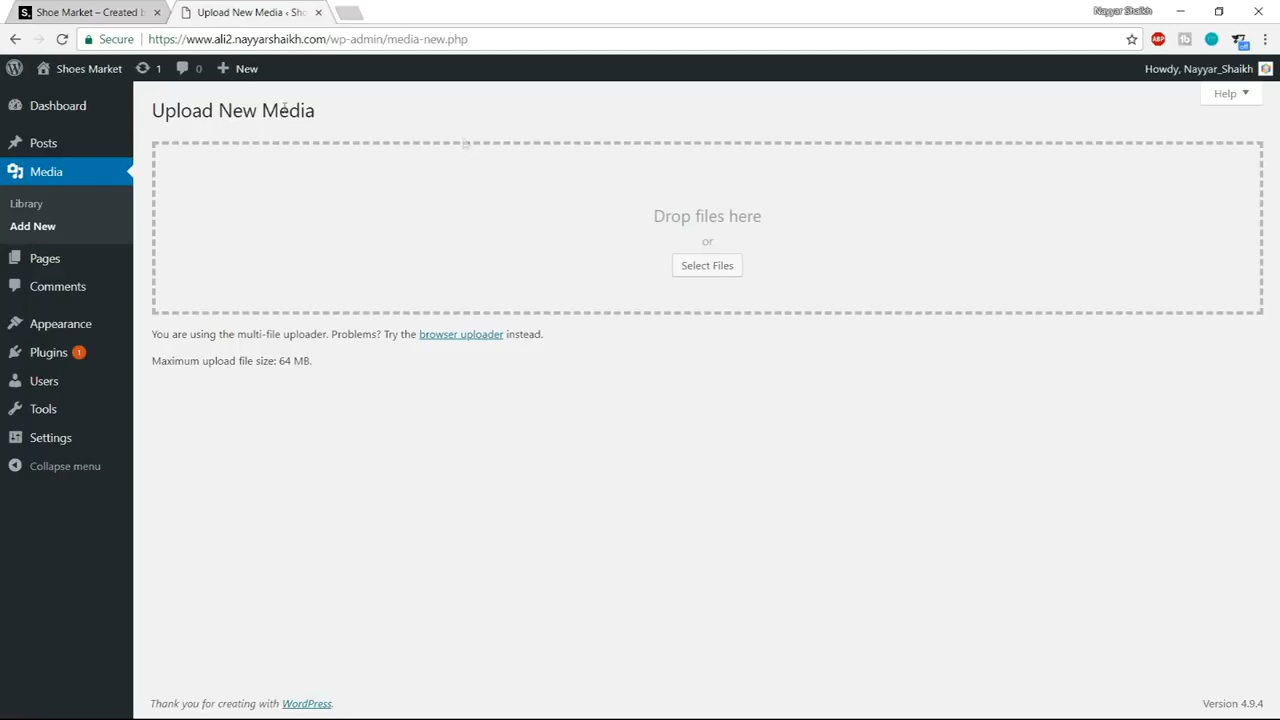 Shoe Market – Created b
Upload New Media ‹ Sho
Nayyar Shaikh
Secure
https://www.ali2.nayyarshaikh.com/wp-admin/media-new.php
ABP
fb
off
Shoes Market
1
0
New
Howdy, Nayyar_Shaikh
Dashboard
Posts
Media
Library
Add New
Pages
Comments
Appearance
Plugins 1
Users
Tools
Settings
Collapse menu
Help
Upload New Media
Drop files here
or
Select Files
You are using the multi-file uploader. Problems? Try the browser uploader instead.
Maximum upload file size: 64 MB.
Thank you for creating with WordPress.
Version 4.9.4